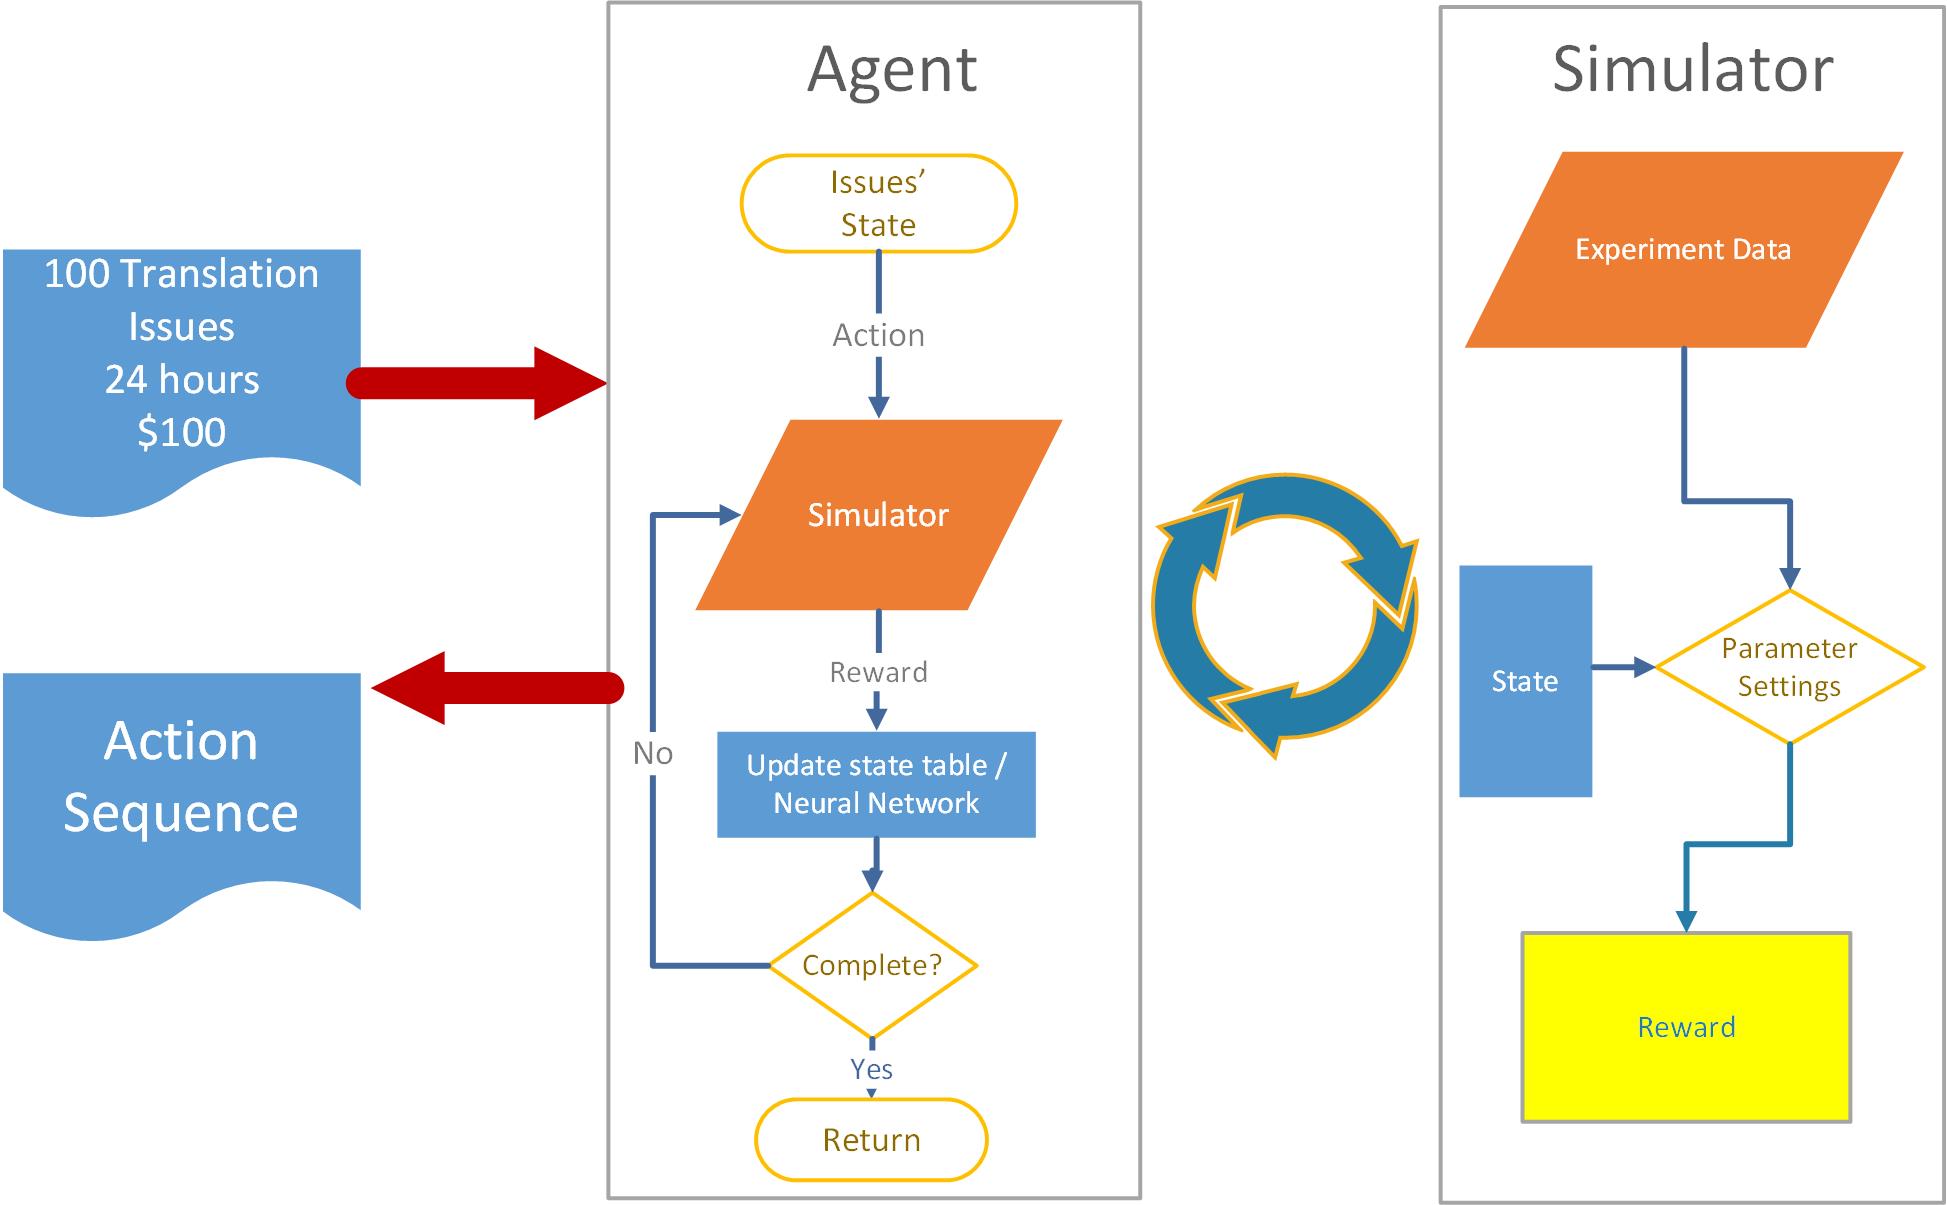 100 Translation
Issues
24 hours
$100
Action
Sequence
Agent
Issues’
State
Action
Simulator
Reward
No
Update state table /
Neural Network
Complete?
Yes
Return
Simulator
Experiment Data
State
Parameter
Settings
Reward